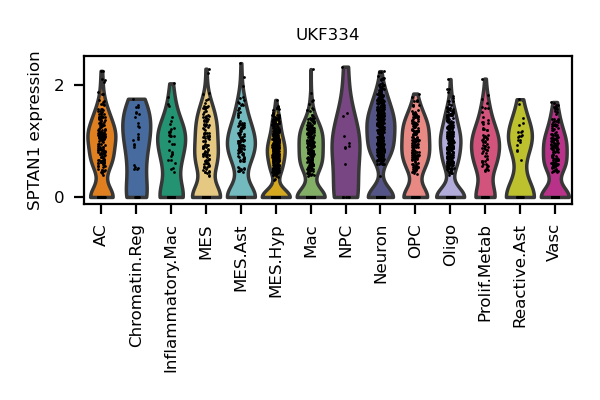 UKF334
SPTAN1 expression
2
0
AC
Chromatin.Reg
Inflammatory.Mac
MES
MES.Ast
MES.Hyp
Mac
NPC
Neuron
OPC
Oligo
Prolif.Metab
Reactive.Ast
Vasc